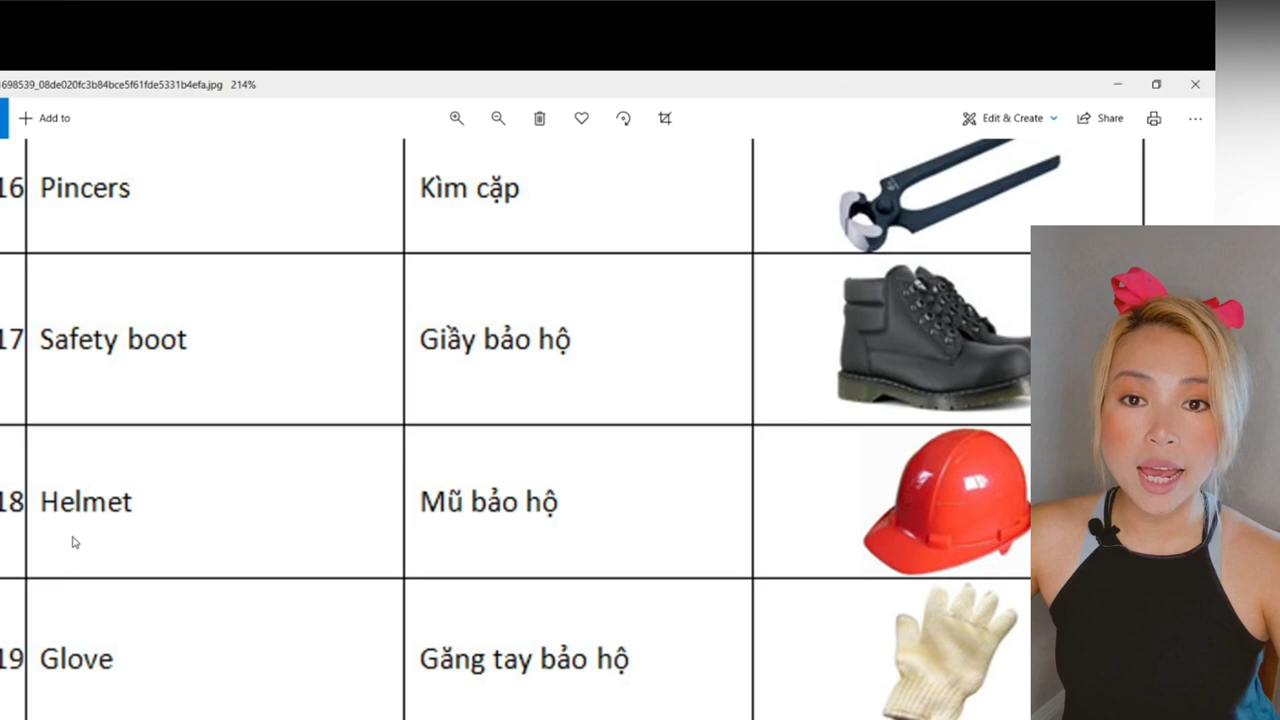 1698539_08de020fc3b84bce5f61fde5331b4efa.jpg 214%
Add to Edit & Create Share
16 Pincers Kìm cặp
17 Safety boot Giầy bảo hộ
18 Helmet Mũ bảo hộ
19 Glove Găng tay bảo hộ